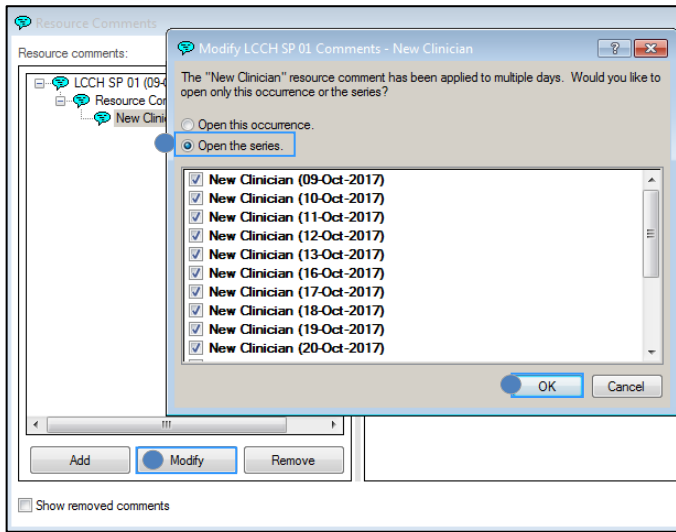 Resource Comments
Resource comments:
LCCH SP 01 (09-
Resource Cor
New Clini
Modify LCCH SP 01 Comments - New Clinician
The "New Clinician" resource comment has been applied to multiple days. Would you like to
open only this occurrence or the series?
Open this occurrence.
Open the series.
New Clinician (09-Oct-2017)
New Clinician (10-Oct-2017)
New Clinician (11-Oct-2017)
New Clinician (12-Oct-2017)
New Clinician (13-Oct-2017)
New Clinician (16-Oct-2017)
New Clinician (17-Oct-2017)
New Clinician (18-Oct-2017)
New Clinician (19-Oct-2017)
New Clinician (20-Oct-2017)
OK Cancel
Add Modify Remove
Show removed comments